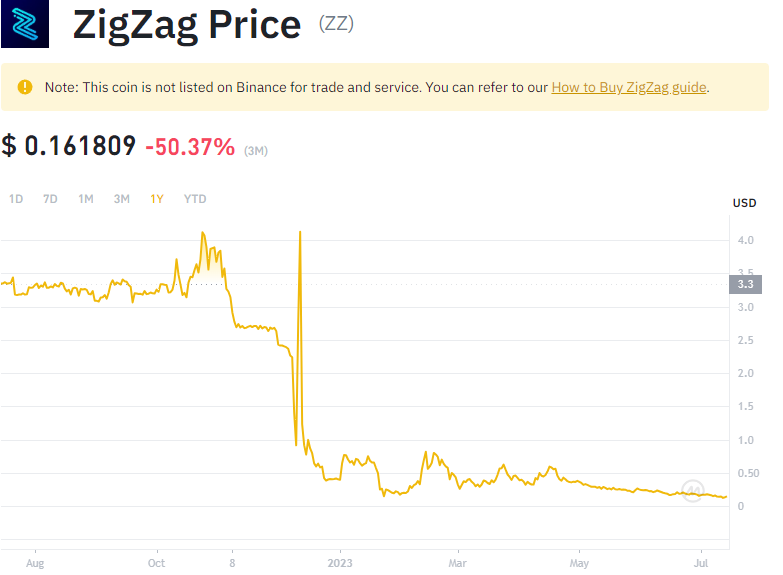 ZigZag Price (ZZ)
Note: This coin is not listed on Binance for trade and service. You can refer to our How to Buy ZigZag guide.
$ 0.161809 -50.37% (3M)
1D 7D 1M 3M 1Y YTD
USD
4.0
3.5
3.3
3.0
2.5
2.0
1.5
1.0
0.50
0
Aug Oct 8 2023 Mar May Jul